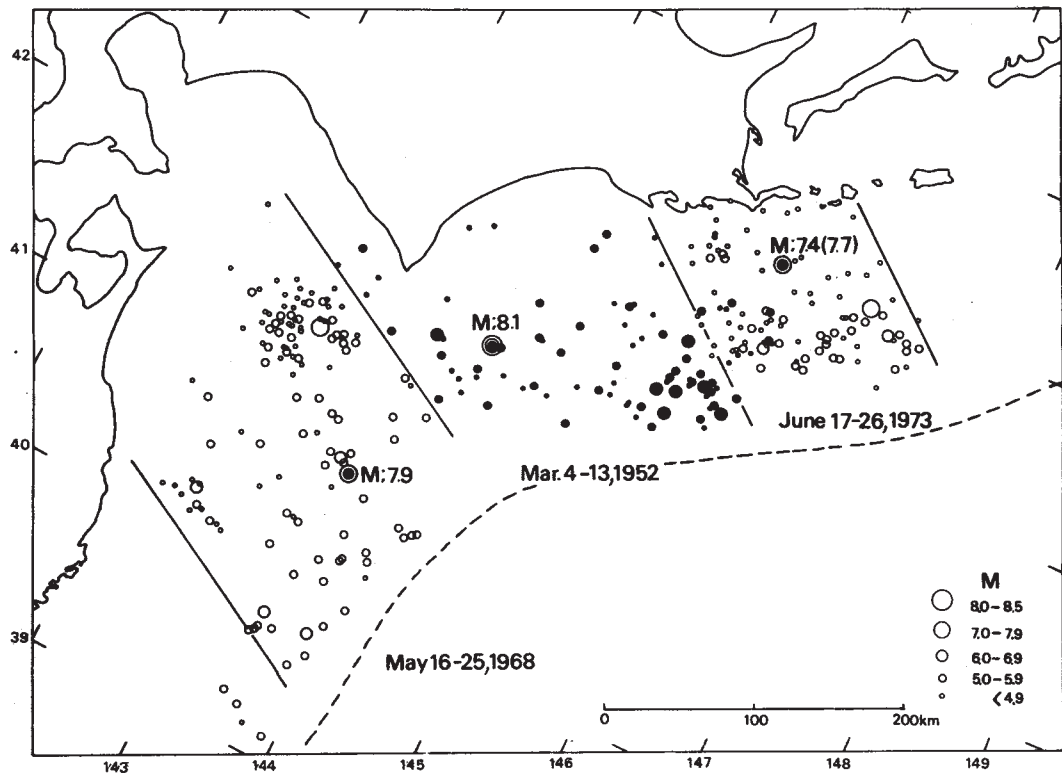 42
41
40
39
M:7.4(7.7)
M:8.1
M:7.9
June 17-26,1973
Mar. 4-13,1952
May 16-25,1968
M
8.0-8.5
7.0-7.9
6.0-6.9
5.0-5.9
<4.9
0 100 200km
143 144 145 146 147 148 149